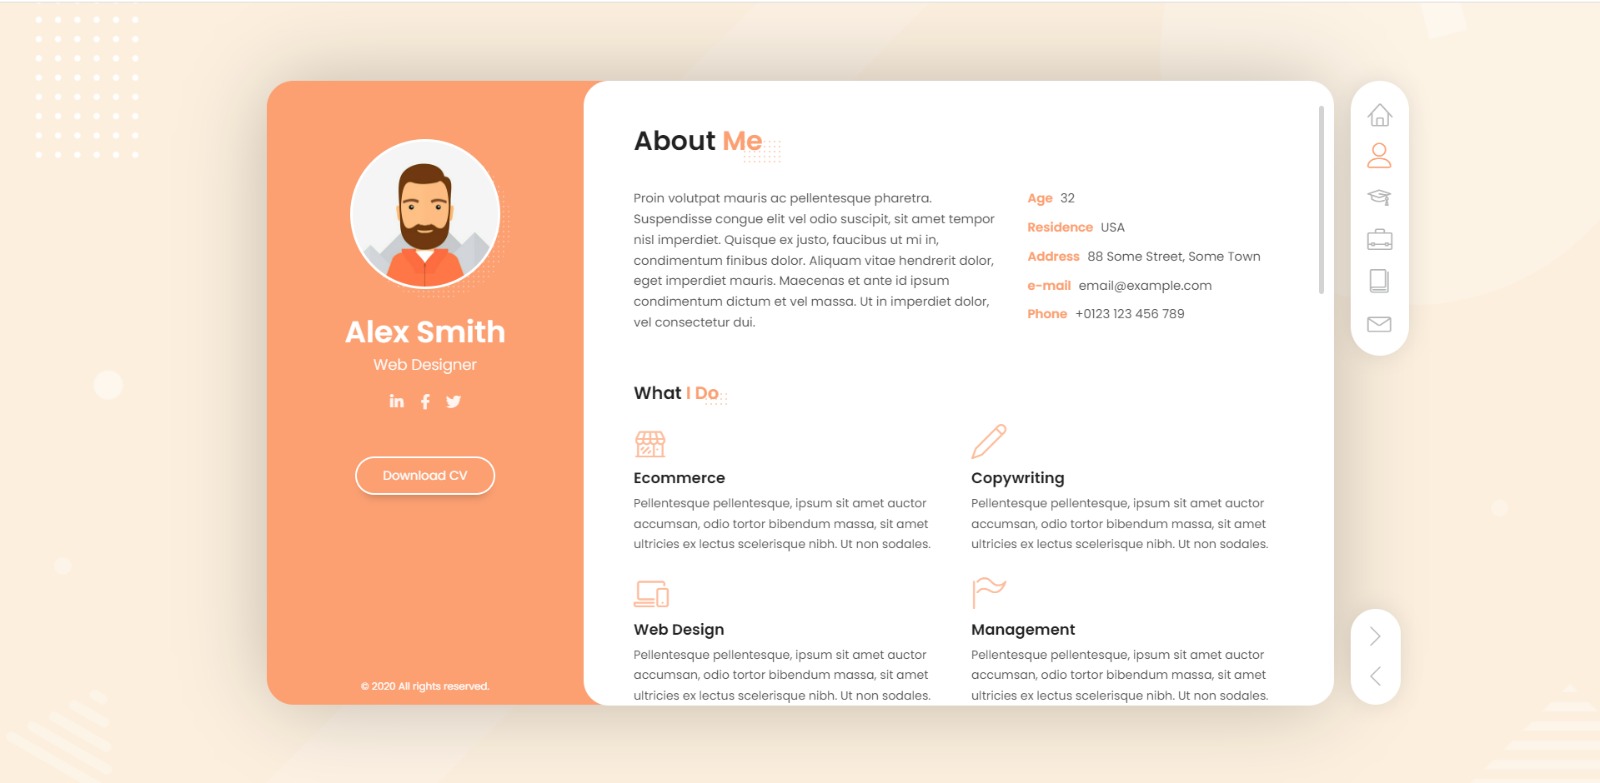 Alex Smith
Web Designer
in f
Download CV
© 2020 All rights reserved.
About Me
Proin volutpat mauris ac pellentesque pharetra.
Suspendisse congue elit vel odio suscipit, sit amet tempor
nisl imperdiet. Quisque ex justo, faucibus ut mi in,
condimentum finibus dolor. Aliquam vitae hendrerit dolor,
eget imperdiet mauris. Maecenas et ante id ipsum
condimentum dictum et vel massa. Ut in imperdiet dolor,
vel consectetur dui.
Age 32
Residence USA
Address 88 Some Street, Some Town
e-mail email@example.com
Phone +0123 123 456 789
What I Do
Ecommerce
Pellentesque pellentesque, ipsum sit amet auctor
accumsan, odio tortor bibendum massa, sit amet
ultricies ex lectus scelerisque nibh. Ut non sodales.
Copywriting
Pellentesque pellentesque, ipsum sit amet auctor
accumsan, odio tortor bibendum massa, sit amet
ultricies ex lectus scelerisque nibh. Ut non sodales.
Web Design
Pellentesque pellentesque, ipsum sit amet auctor
accumsan, odio tortor bibendum massa, sit amet
ultricies ex lectus scelerisque nibh. Ut non sodales.
Management
Pellentesque pellentesque, ipsum sit amet auctor
accumsan, odio tortor bibendum massa, sit amet
ultricies ex lectus scelerisque nibh. Ut non sodales.